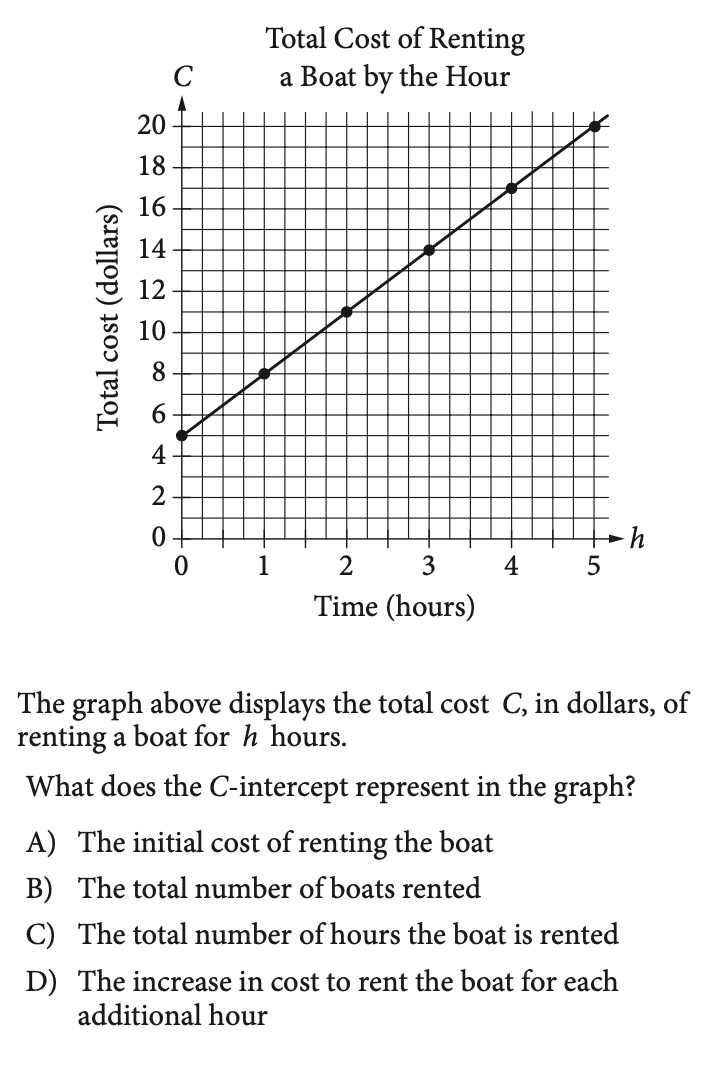 Total Cost of Renting
a Boat by the Hour
C
20
18
16
14
12
10
8
6
4
2
0
Total cost (dollars)
h
0 1 2 3 4 5
Time (hours)
The graph above displays the total cost C, in dollars, of
renting a boat for h hours.
What does the C-intercept represent in the graph?
A) The initial cost of renting the boat
B) The total number of boats rented
C) The total number of hours the boat is rented
D) The increase in cost to rent the boat for each
additional hour